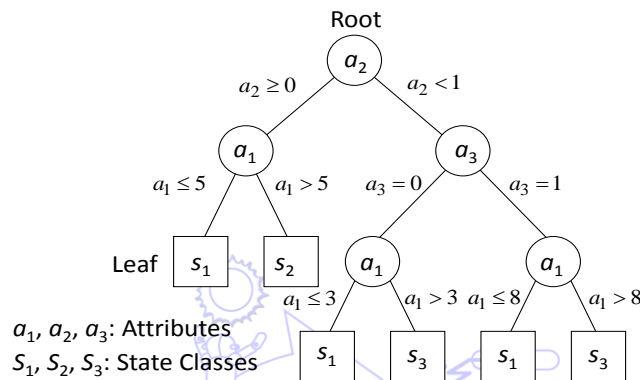 Root
a₂
a₂ ≥ 0
a₂ < 1
a₁
a₃
a₁ ≤ 5
a₁ > 5
a₃ = 0
a₃ = 1
Leaf
s₁
s₂
a₁
a₁
a₁ ≤ 3
a₁ > 3
a₁ ≤ 8
a₁ > 8
s₁
s₃
s₁
s₃
a₁, a₂, a₃: Attributes
S₁, S₂, S₃: State Classes